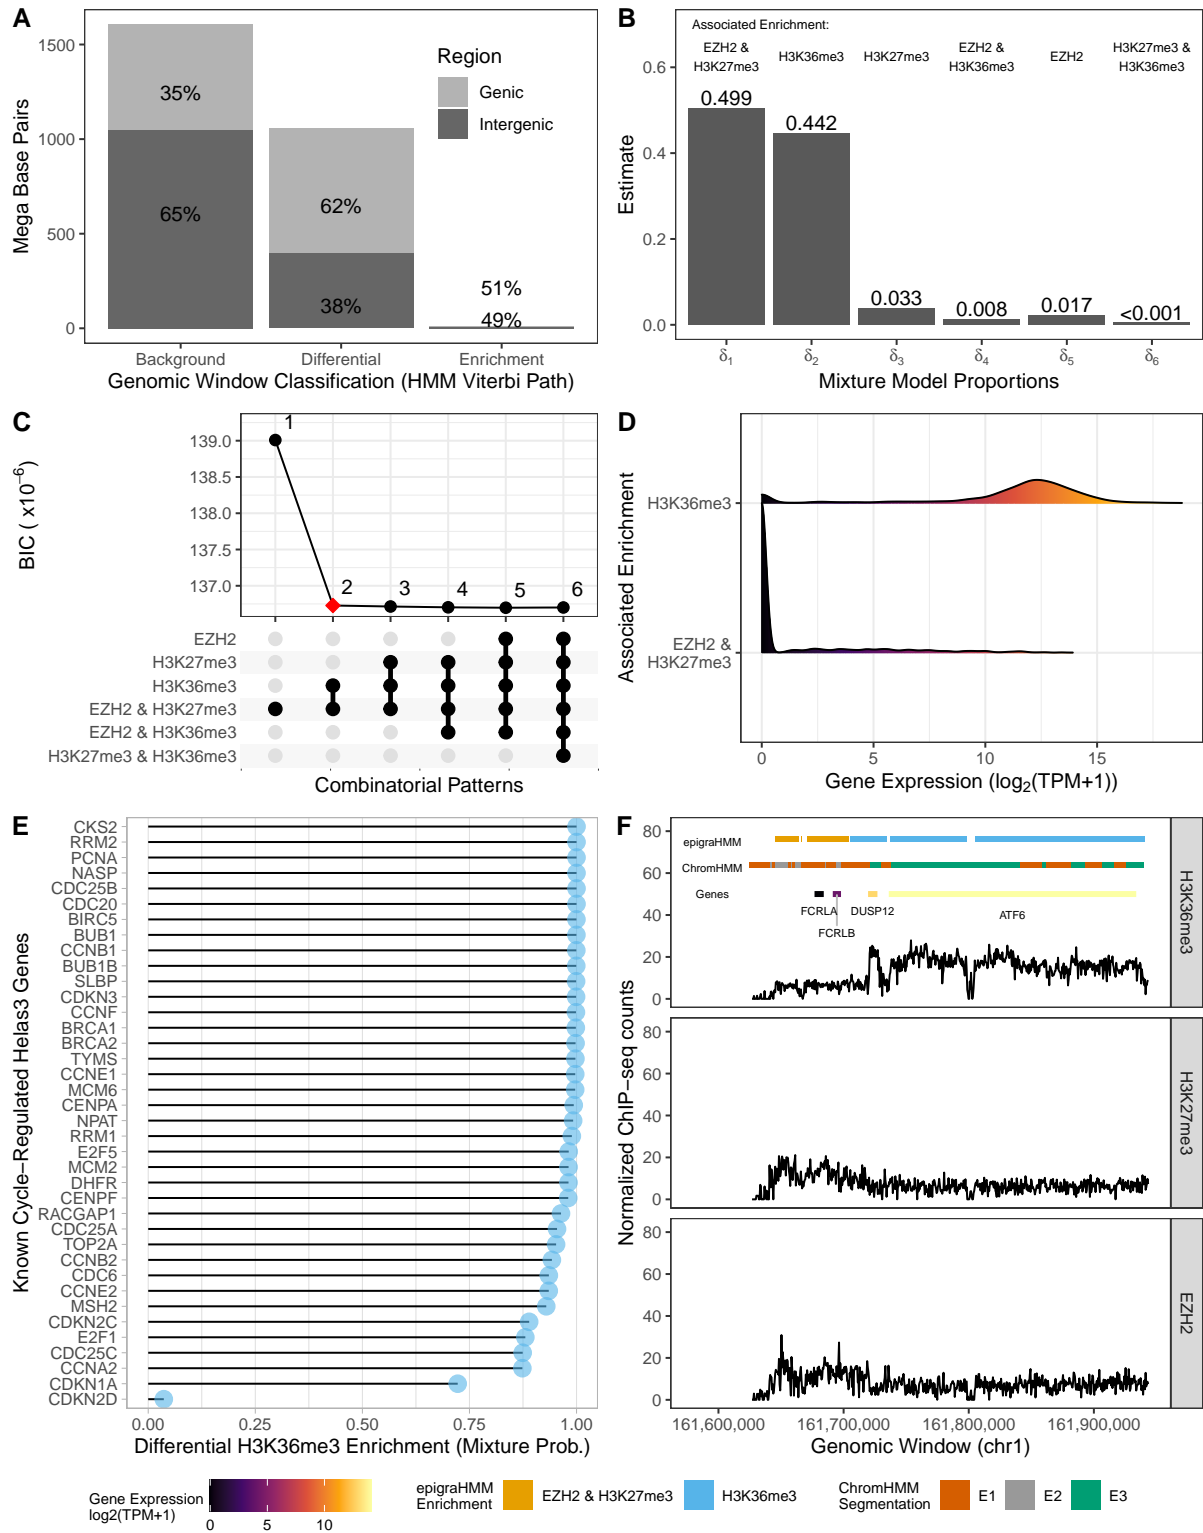 A
1500
1000
500
0
Mega Base Pairs
35%
65%
62%
38%
51%
49%
Region
Genic
Intergenic
Background
Differential
Enrichment
Genomic Window Classification (HMM Viterbi Path)
B
Associated Enrichment:
EZH2 &
H3K27me3
H3K36me3
H3K27me3
EZH2 &
H3K36me3
EZH2
H3K27me3 &
H3K36me3
0.6
0.4
0.2
0.0
Estimate
0.499
0.442
0.033
0.008
0.017
<0.001
δ1
δ2
δ3
δ4
δ5
δ6
Mixture Model Proportions
C
139.0
138.5
138.0
137.5
137.0
BIC ( x10−6)
1
2
3
4
5
6
EZH2
H3K27me3
H3K36me3
EZH2 & H3K27me3
EZH2 & H3K36me3
H3K27me3 & H3K36me3
Combinatorial Patterns
D
Associated Enrichment
H3K36me3
EZH2 &
H3K27me3
0
5
10
15
Gene Expression (log2(TPM+1))
E
Known Cycle−Regulated Helas3 Genes
CKS2
RRM2
PCNA
NASP
CDC25B
CDC20
BIRC5
BUB1
CCNB1
BUB1B
SLBP
CDKN3
CCNF
BRCA1
BRCA2
TYMS
CCNE1
MCM6
CENPA
NPAT
RRM1
E2F5
MCM2
DHFR
CENPF
RACGAP1
CDC25A
TOP2A
CCNB2
CDC6
CCNE2
MSH2
CDKN2C
E2F1
CDC25C
CCNA2
CDKN1A
CDKN2D
0.00
0.25
0.50
0.75
1.00
Differential H3K36me3 Enrichment (Mixture Prob.)
F
Normalized ChIP−seq counts
80
60
40
20
0
epigraHMM
ChromHMM
Genes
FCRLA
FCRLB
DUSP12
ATF6
H3K36me3
80
60
40
20
0
H3K27me3
80
60
40
20
0
EZH2
161,600,000
161,700,000
161,800,000
161,900,000
Genomic Window (chr1)
Gene Expression
log2(TPM+1)
0
5
10
epigraHMM
Enrichment
EZH2 & H3K27me3
H3K36me3
ChromHMM
Segmentation
E1
E2
E3